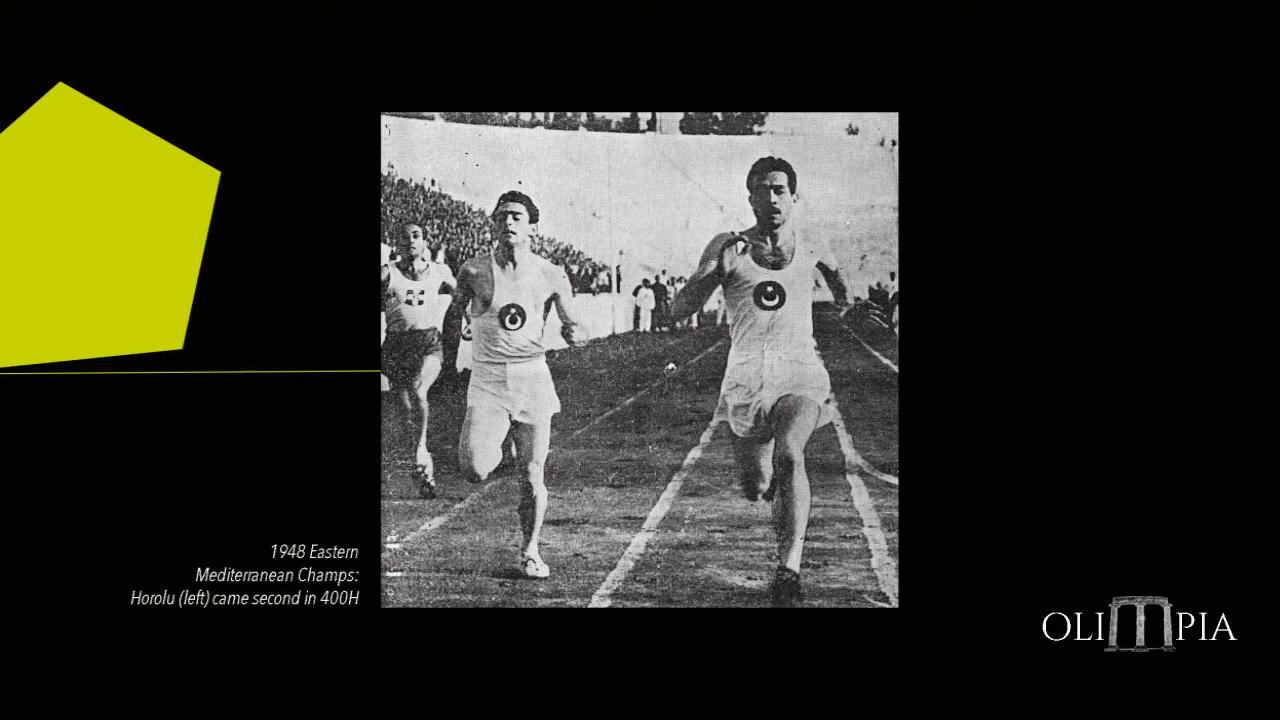 1948 Eastern
Mediterranean Champs:
Horolu (left) came second in 400H
OLIMPIA